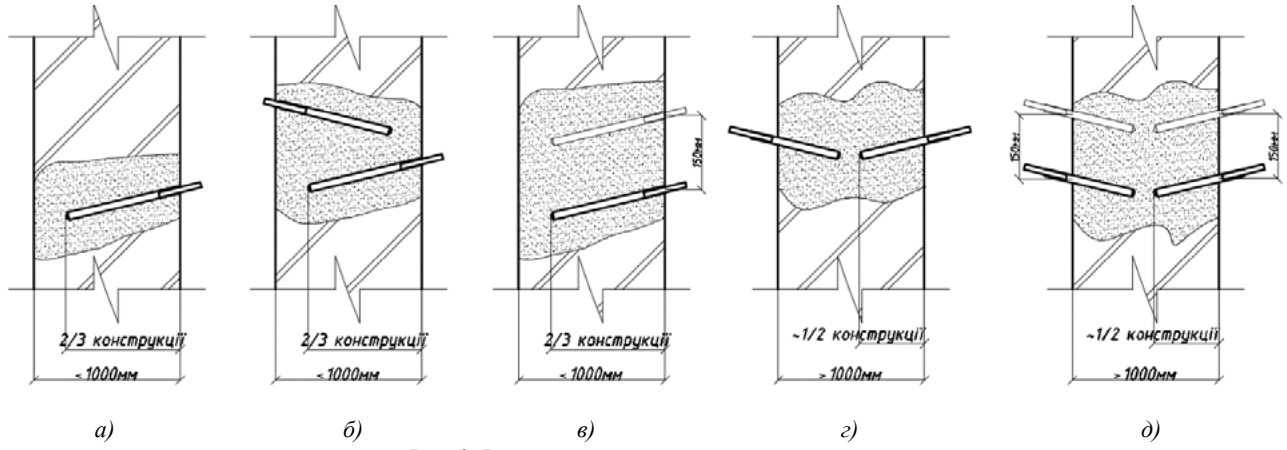 150мм
150мм
150мм
2/3 конструкції
2/3 конструкції
2/3 конструкції
~1/2 конструкції
~1/2 конструкції
<1000мм
<1000мм
<1000мм
>1000мм
>1000мм
а) б) в) г) д)